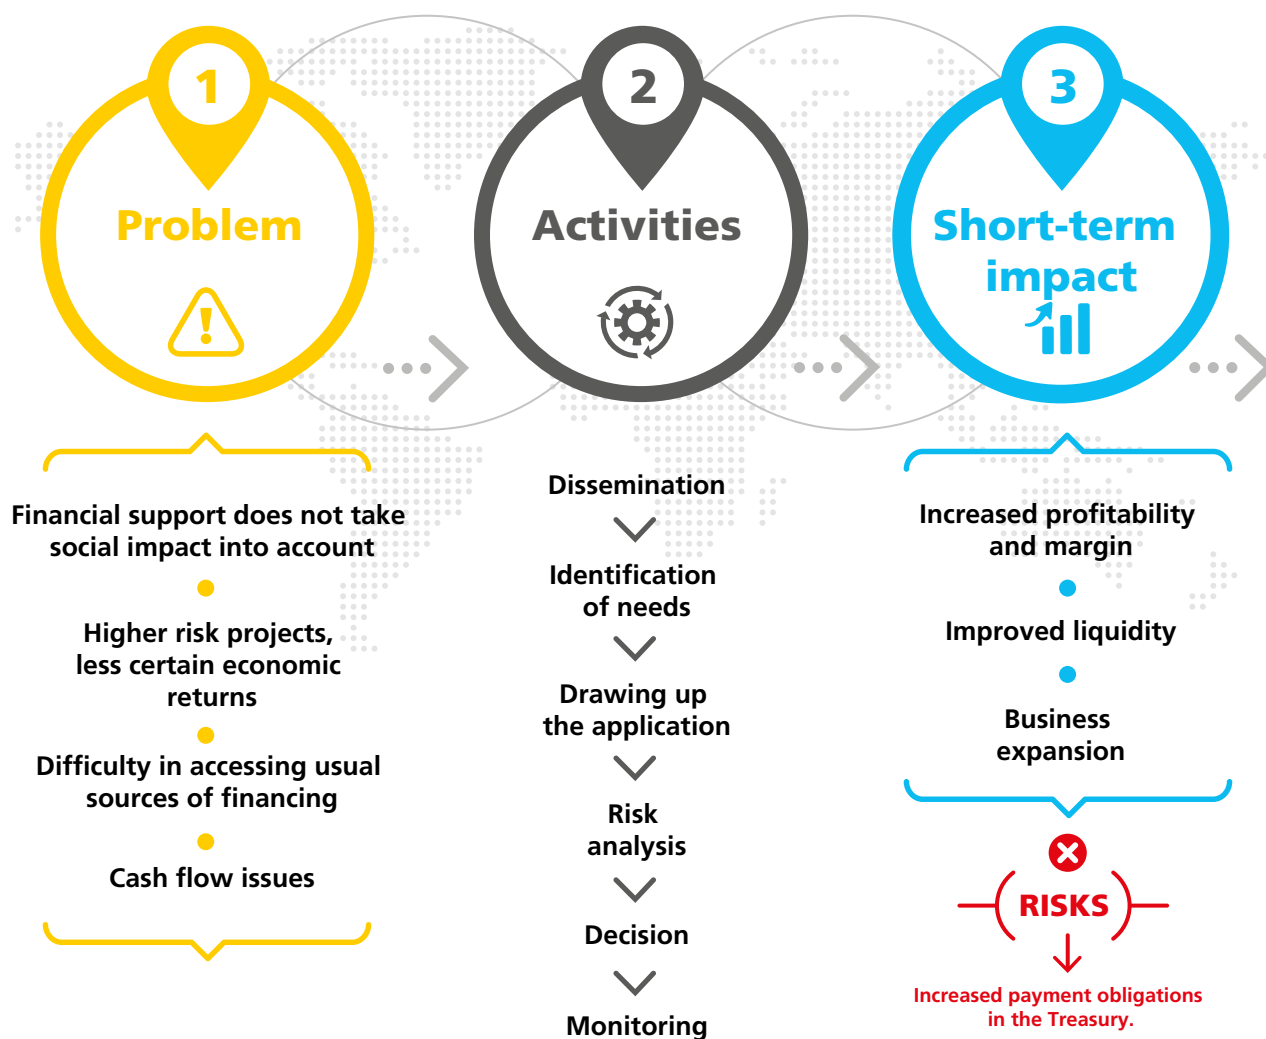 1
Problem
Financial support does not take
social impact into account
Higher risk projects,
less certain economic
returns
Difficulty in accessing usual
sources of financing
Cash flow issues
2
Activities
Dissemination
Identification
of needs
Drawing up
the application
Risk
analysis
Decision
Monitoring
3
Short-term
impact
Increased profitability
and margin
Improved liquidity
Business
expansion
RISKS
Increased payment obligations
in the Treasury.